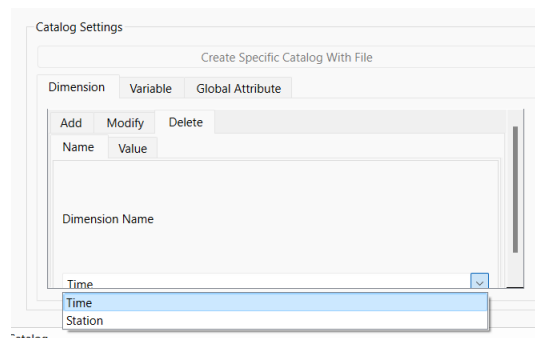 Catalog Settings
Create Specific Catalog With File
Dimension Variable Global Attribute
Add Modify Delete
Name Value
Dimension Name
Time
Time
Station